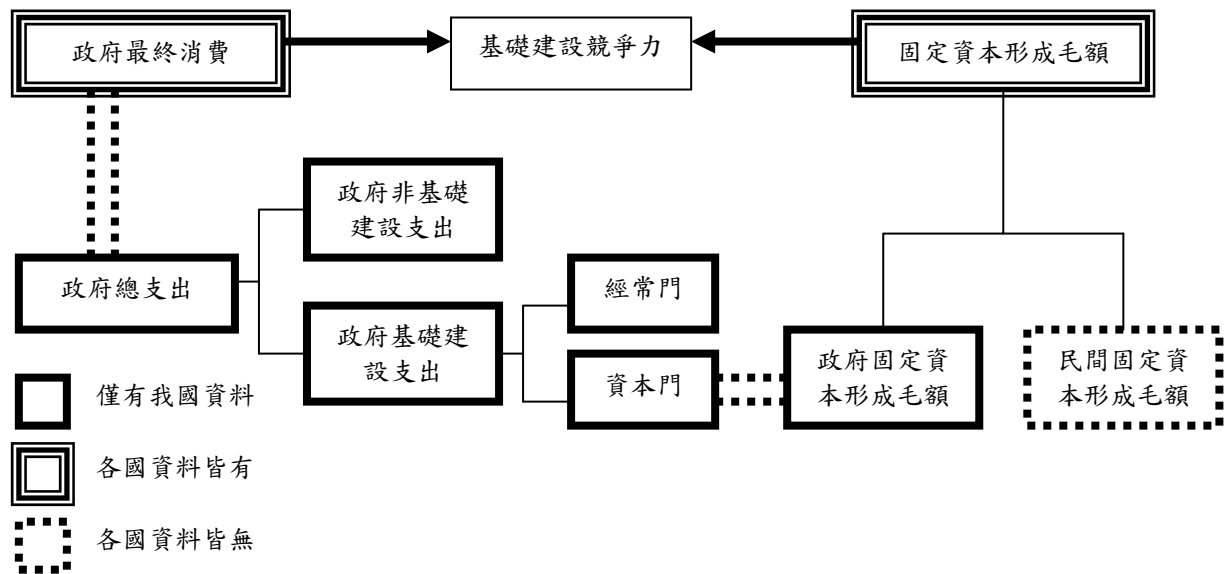 政府最終消費
基礎建設競爭力
固定資本形成毛額
政府非基礎
建設支出
政府總支出
經常門
政府基礎建
設支出
資本門
政府固定資
本形成毛額
民間固定資
本形成毛額
僅有我國資料
各國資料皆有
各國資料皆無